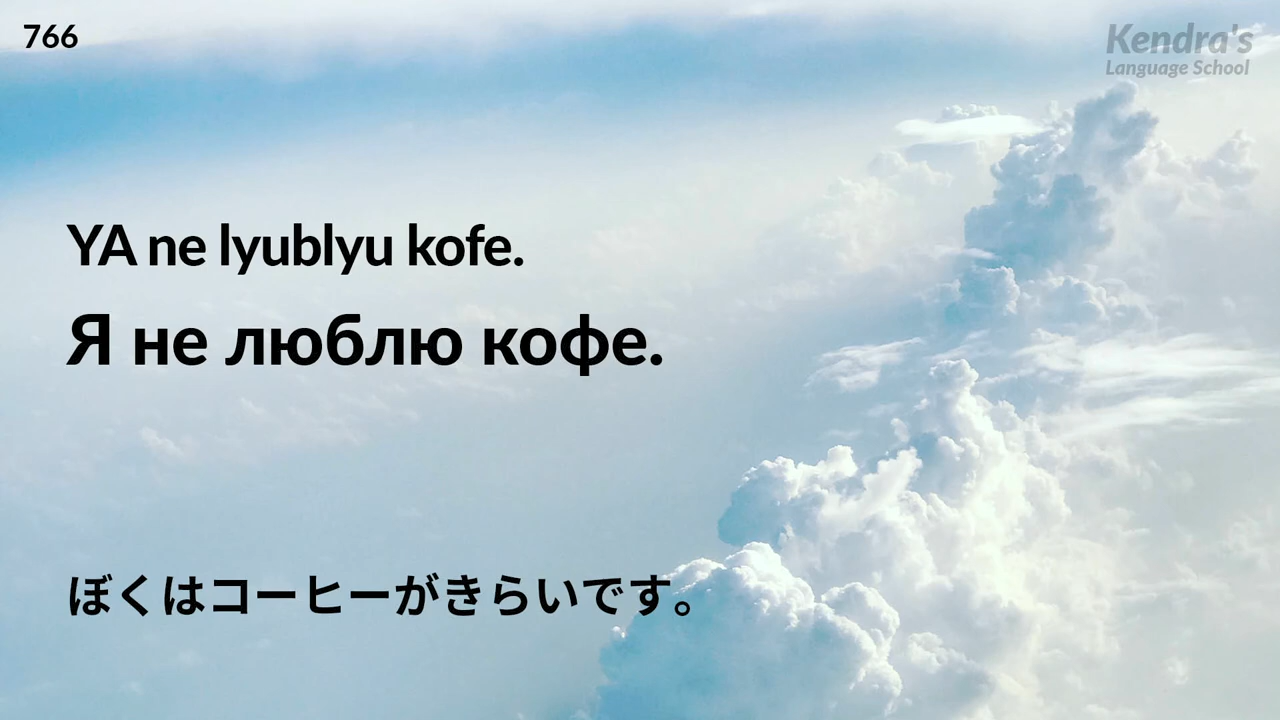 766
Kendra's
Language School
YA ne lyublyu kofe.
Я не люблю кофе.
ぼくはコーヒーがきらいです。